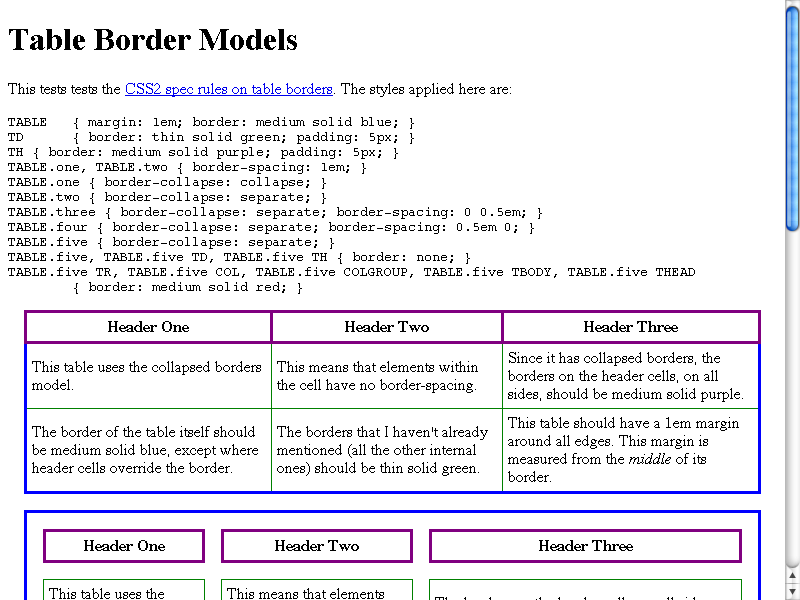 Table Border Models
This tests tests the CSS2 spec rules on table borders. The styles applied here are:
TABLE   { margin: 1em; border: medium solid blue; }
TD      { border: thin solid green; padding: 5px; }
TH { border: medium solid purple; padding: 5px; }
TABLE.one, TABLE.two { border-spacing: 1em; }
TABLE.one { border-collapse: collapse; }
TABLE.two { border-collapse: separate; }
TABLE.three { border-collapse: separate; border-spacing: 0 0.5em; }
TABLE.four { border-collapse: separate; border-spacing: 0.5em 0; }
TABLE.five { border-collapse: separate; }
TABLE.five, TABLE.five TD, TABLE.five TH { border: none; }
TABLE.five TR, TABLE.five COL, TABLE.five COLGROUP, TABLE.five TBODY, TABLE.five THEAD
        { border: medium solid red; }
Header One
Header Two
Header Three
This table uses the collapsed borders
model.
This means that elements within
the cell have no border-spacing.
Since it has collapsed borders, the
borders on the header cells, on all
sides, should be medium solid purple.
The border of the table itself should
be medium solid blue, except where
header cells override the border.
The borders that I haven't already
mentioned (all the other internal
ones) should be thin solid green.
This table should have a 1em margin
around all edges. This margin is
measured from the middle of its
border.
Header One
Header Two
Header Three
This table uses the
This means that elements